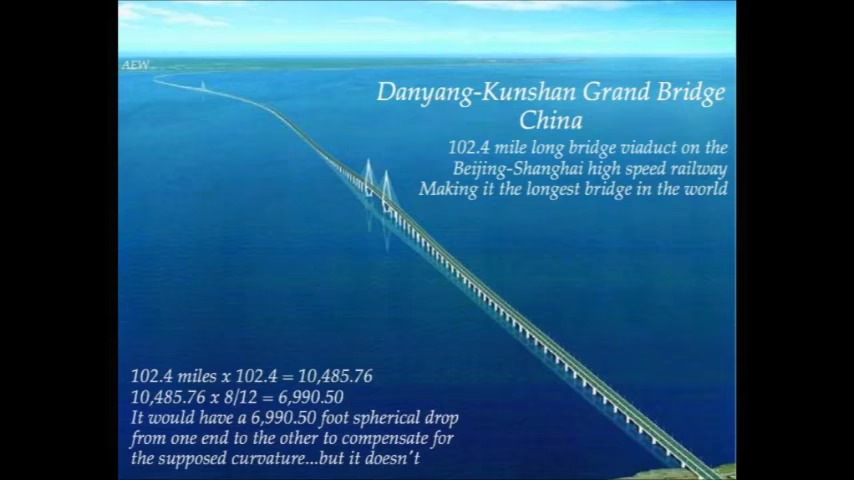 AEW
Danyang-Kunshan Grand Bridge
China
102.4 mile long bridge viaduct on the
Beijing-Shanghai high speed railway
Making it the longest bridge in the world
102.4 miles x 102.4 = 10,485.76
10,485.76 x 8/12 = 6,990.50
It would have a 6,990.50 foot spherical drop
from one end to the other to compensate for
the supposed curvature...but it doesn't